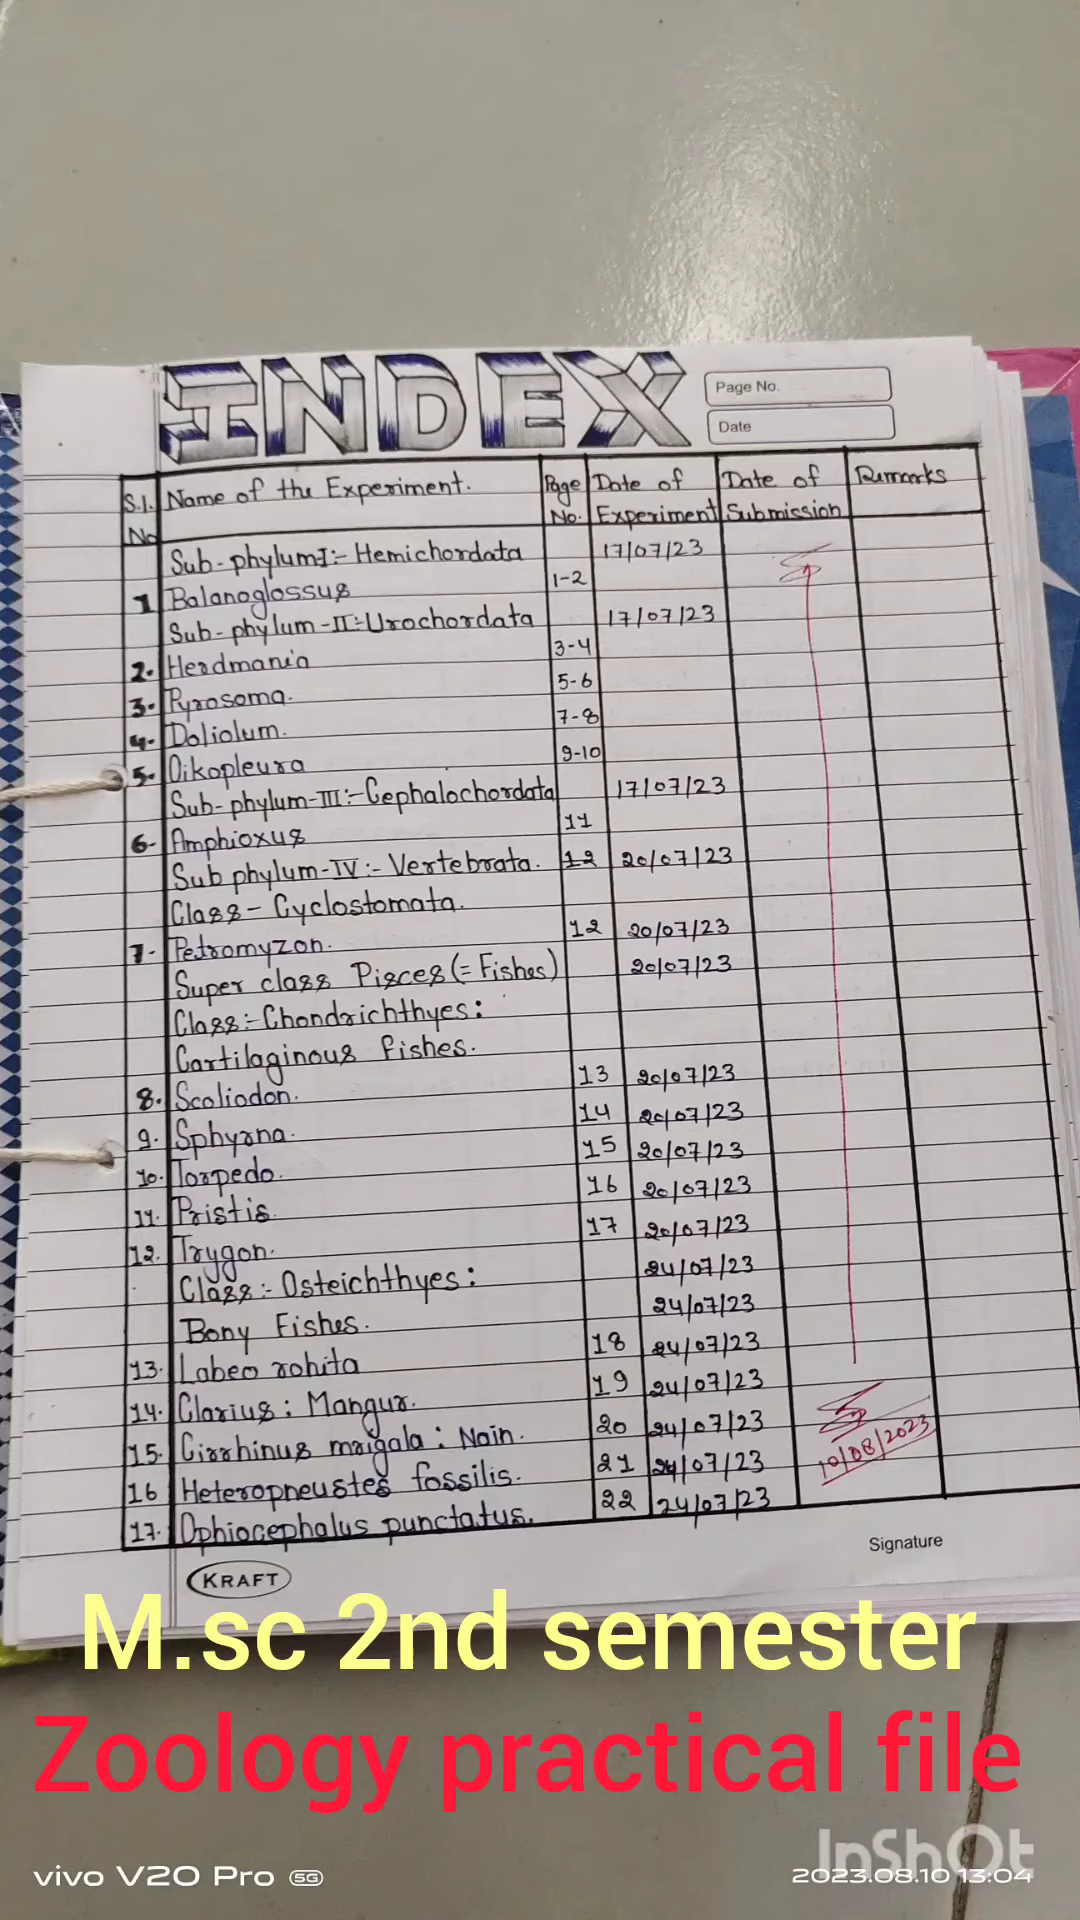 INDEX
Page No.
Date
S.1. No Name of the Experiment. Page No. Date of Experiment Date of Submission Remarks
Sub-phylum I:- Hemichordata 17/07/23
1 Balanoglossus 1-2
Sub-phylum-II:- Urochordata 17/07/23
2. Herdmania 3-4
3. Pyrosoma. 5-6
4. Doliolum. 7-8
5. Oikopleura 9-10
Sub-phylum-III:- Cephalochordata 17/07/23
6. Amphioxus 11
Sub phylum-IV:- Vertebrata. 12 20/07/23
Class- Cyclostomata.
7. Petromyzon. 12 20/07/23
Super class Pisces (= Fishes) 20/07/23
Class:- Chondrichthyes:
Cartilaginous fishes.
8. Scoliodon. 13 20/07/23
9. Sphyrna. 14 20/07/23
10. Torpedo. 15 20/07/23
11. Pristis. 16 20/07/23
12. Trygon. 17 20/07/23
Class:- Osteichthyes: 24/07/23
Bony Fishes. 24/07/23
13. Labeo rohita 18 24/07/23
14. Clarius: Mangur. 19 24/07/23
15. Cirrhinus mrigala: Nain. 20 24/07/23
16 Heteropneustes fossilis. 21 24/07/23
17. Ophiocephalus punctatus. 22 24/07/23
10/08/2023
Signature
KRAFT
M.sc 2nd semester
Zoology practical file
InShOt
vivo V20 Pro 5G
2023.08.10 13:04